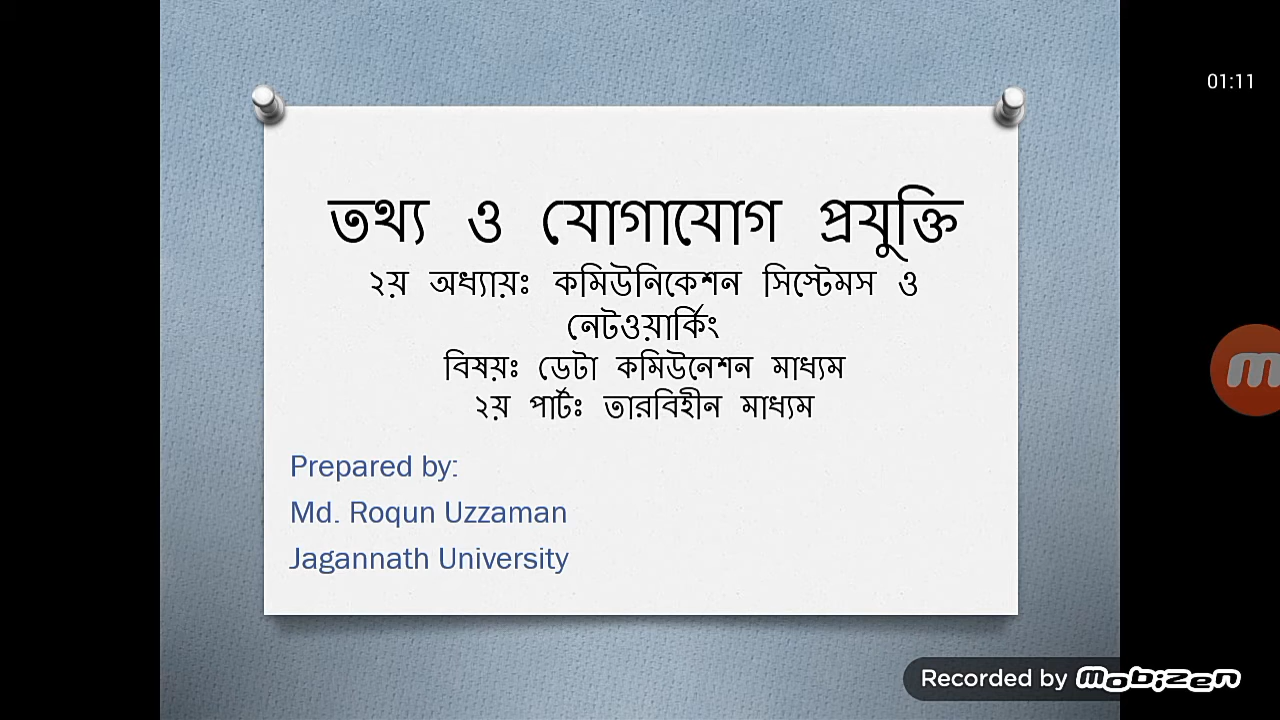 01:11
তথ্য ও যোগাযোগ প্রযুক্তি
২য় অধ্যায়ঃ কমিউনিকেশন সিস্টেমস ও
নেটওয়ার্কিং
বিষয়ঃ ডেটা কমিউনেশন মাধ্যম
২য় পার্টঃ তারবিহীন মাধ্যম
Prepared by:
Md. Roqun Uzzaman
Jagannath University
Recorded by Mobizen